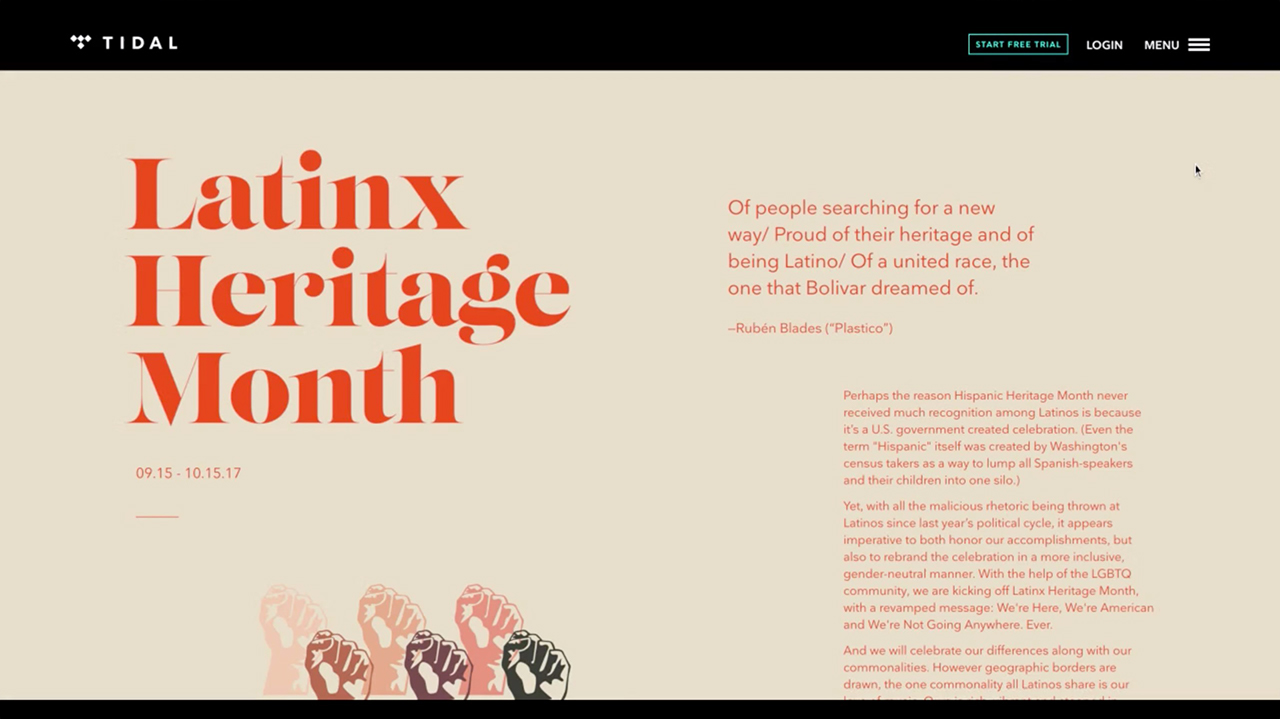 TIDAL
START FREE TRIAL
LOGIN
MENU
Latinx
Heritage
Month
09.15 - 10.15.17
Of people searching for a new
way/ Proud of their heritage and of
being Latino/ Of a united race, the
one that Bolivar dreamed of.
—Rubén Blades (“Plastico”)
Perhaps the reason Hispanic Heritage Month never
received much recognition among Latinos is because
it's a U.S. government created celebration. (Even the
term "Hispanic" itself was created by Washington's
census takers as a way to lump all Spanish-speakers
and their children into one silo.)
Yet, with all the malicious rhetoric being thrown at
Latinos since last year's political cycle, it appears
imperative to both honor our accomplishments, but
also to rebrand the celebration in a more inclusive,
gender-neutral manner. With the help of the LGBTQ
community, we are kicking off Latinx Heritage Month,
with a revamped message: We're Here, We're American
and We're Not Going Anywhere. Ever.
And we will celebrate our differences along with our
commonalities. However geographic borders are
drawn, the one commonality all Latinos share is our